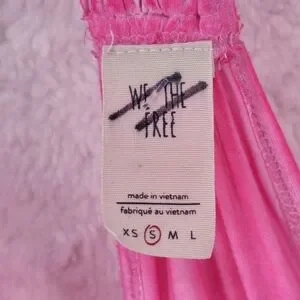 WE THE
FREE
made in vietnam
fabriqué au vietnam
XS S M L